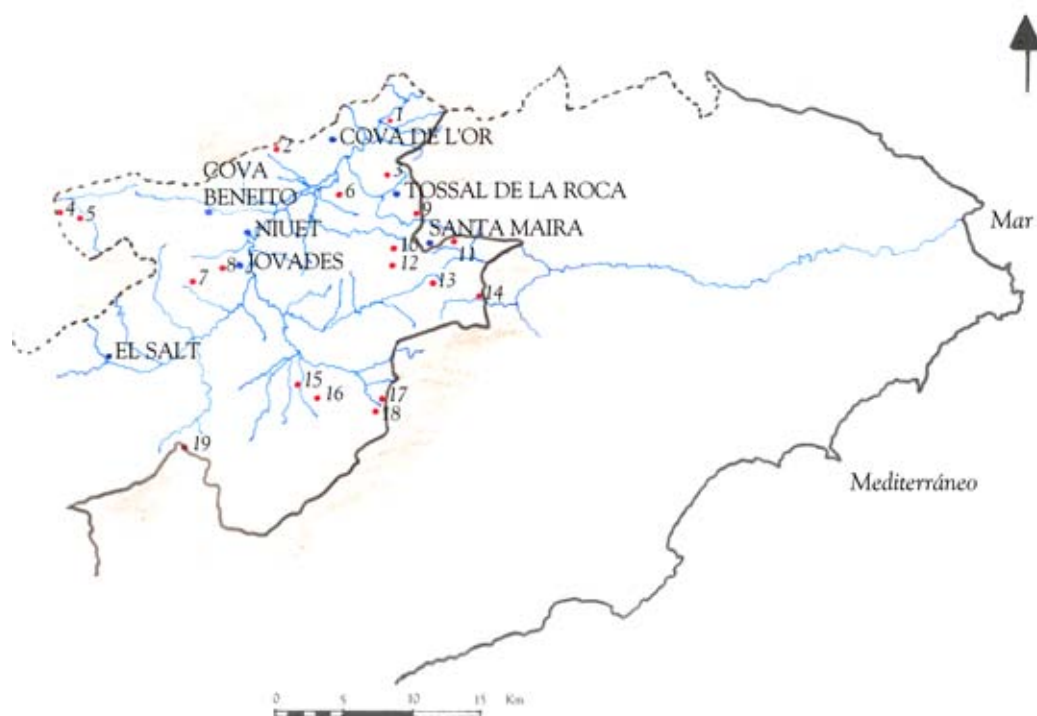 1
COVA DE L'OR
2
COVA
BENEITO
3
6
TOSSAL DE LA ROCA
4
5
9
NIUET
SANTA MAIRA
10
11
Mar
8
JOVADES
12
7
13
14
EL SALT
15
16
17
18
19
Mediterráneo
0 5 10 15 Km